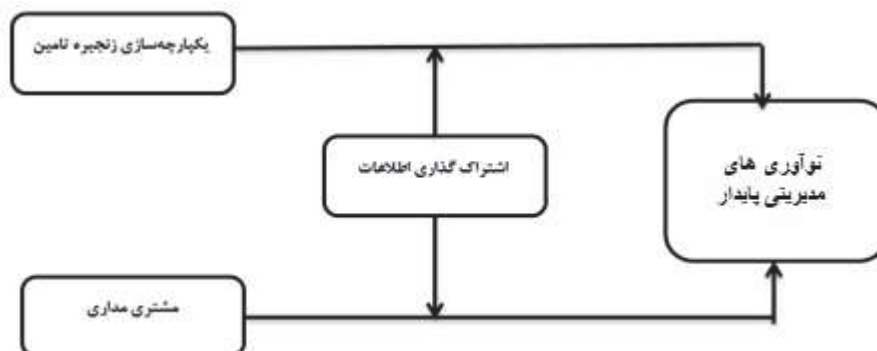 یکپارچه‌سازی زنجیره تامین
اشتراک گذاری اطلاعات
نوآوری های
مدیریتی پایدار
مشتری مداری